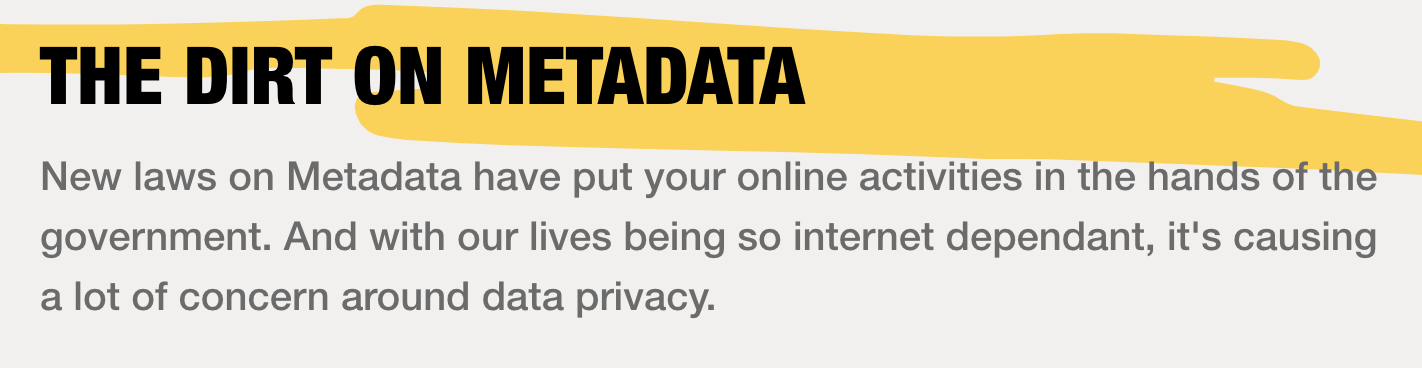 THE DIRT ON METADATA
New laws on Metadata have put your online activities in the hands of the
government. And with our lives being so internet dependant, it's causing
a lot of concern around data privacy.